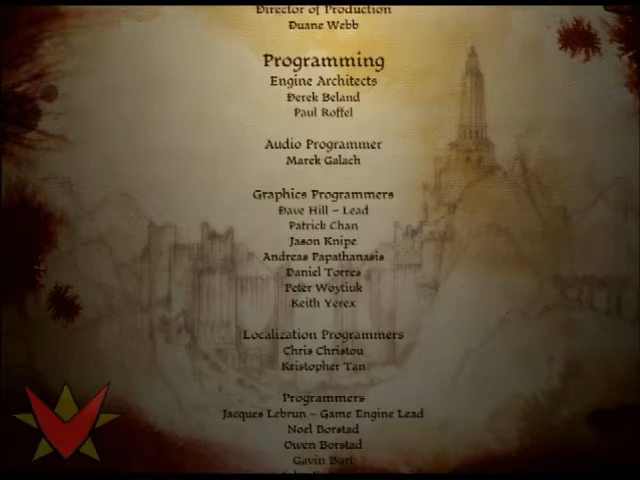 Director of Production
Duane Webb
Programming
Engine Architects
Derek Beland
Paul Roffel
Audio Programmer
Marek Galach
Graphics Programmers
Dave Hill – Lead
Patrick Chan
Jason Knipe
Andreas Papathanasis
Daniel Torres
Peter Woytiuk
Keith Yerex
Localization Programmers
Chris Christou
Kristopher Tan
Programmers
Jacques Lebrun – Game Engine Lead
Noel Borstad
Owen Borstad
Gavin Burt